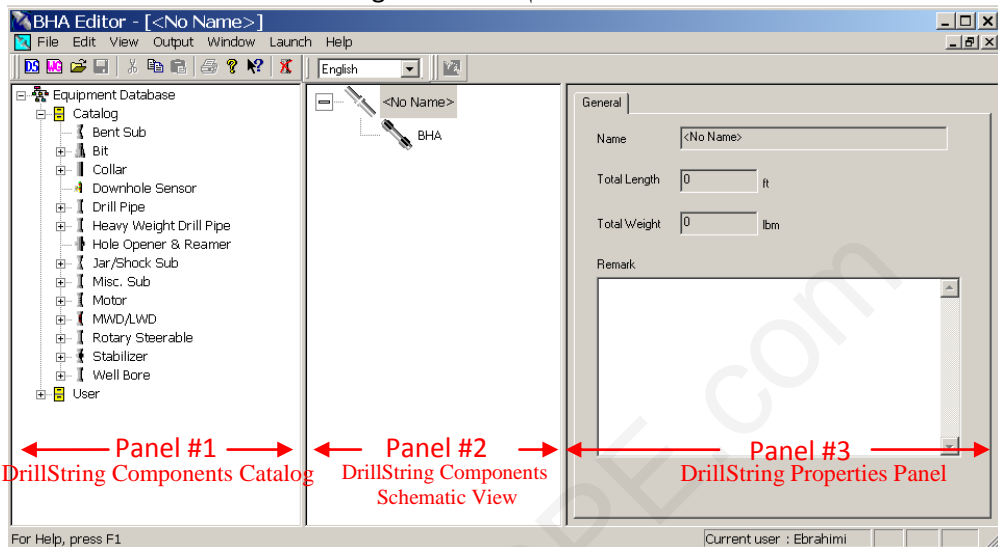 BHA Editor - [<No Name>]
File Edit View Output Window Launch Help
DS WG English
Equipment Database
Catalog
Bent Sub
Bit
Collar
Downhole Sensor
Drill Pipe
Heavy Weight Drill Pipe
Hole Opener & Reamer
Jar/Shock Sub
Misc. Sub
Motor
MWD/LWD
Rotary Steerable
Stabilizer
Well Bore
User
<No Name>
BHA
General
Name <No Name>
Total Length 0 ft
Total Weight 0 lbm
Remark
Panel #1
DrillString Components Catalog
Panel #2
DrillString Components
Schematic View
Panel #3
DrillString Properties Panel
For Help, press F1
Current user : Ebrahimi